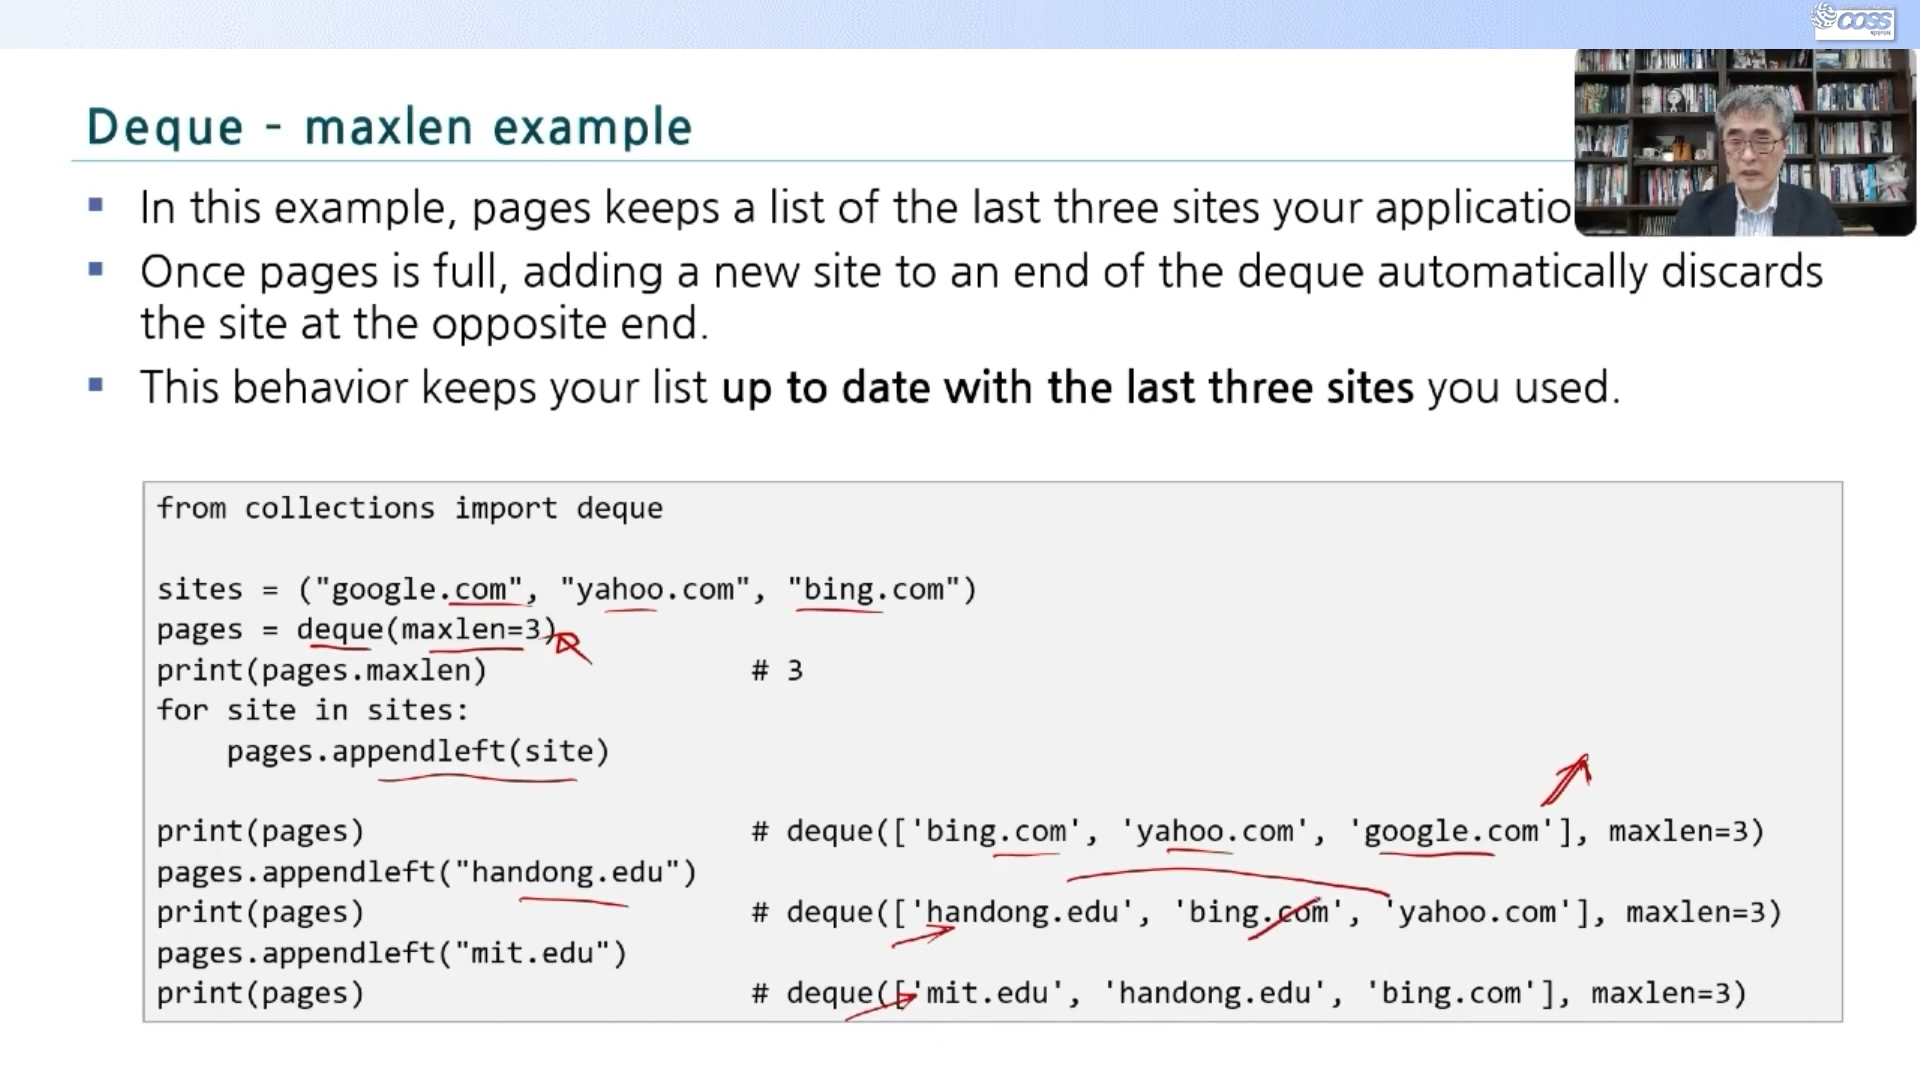 COSS
Deque - maxlen example
In this example, pages keeps a list of the last three sites your applicatio
Once pages is full, adding a new site to an end of the deque automatically discards
the site at the opposite end.
This behavior keeps your list up to date with the last three sites you used.
from collections import deque
sites = ("google.com", "yahoo.com", "bing.com")
pages = deque(maxlen=3)
print(pages.maxlen) # 3
for site in sites:
pages.appendleft(site)
print(pages) # deque(['bing.com', 'yahoo.com', 'google.com'], maxlen=3)
pages.appendleft("handong.edu")
print(pages) # deque(['handong.edu', 'bing.com', 'yahoo.com'], maxlen=3)
pages.appendleft("mit.edu")
print(pages) # deque(['mit.edu', 'handong.edu', 'bing.com'], maxlen=3)